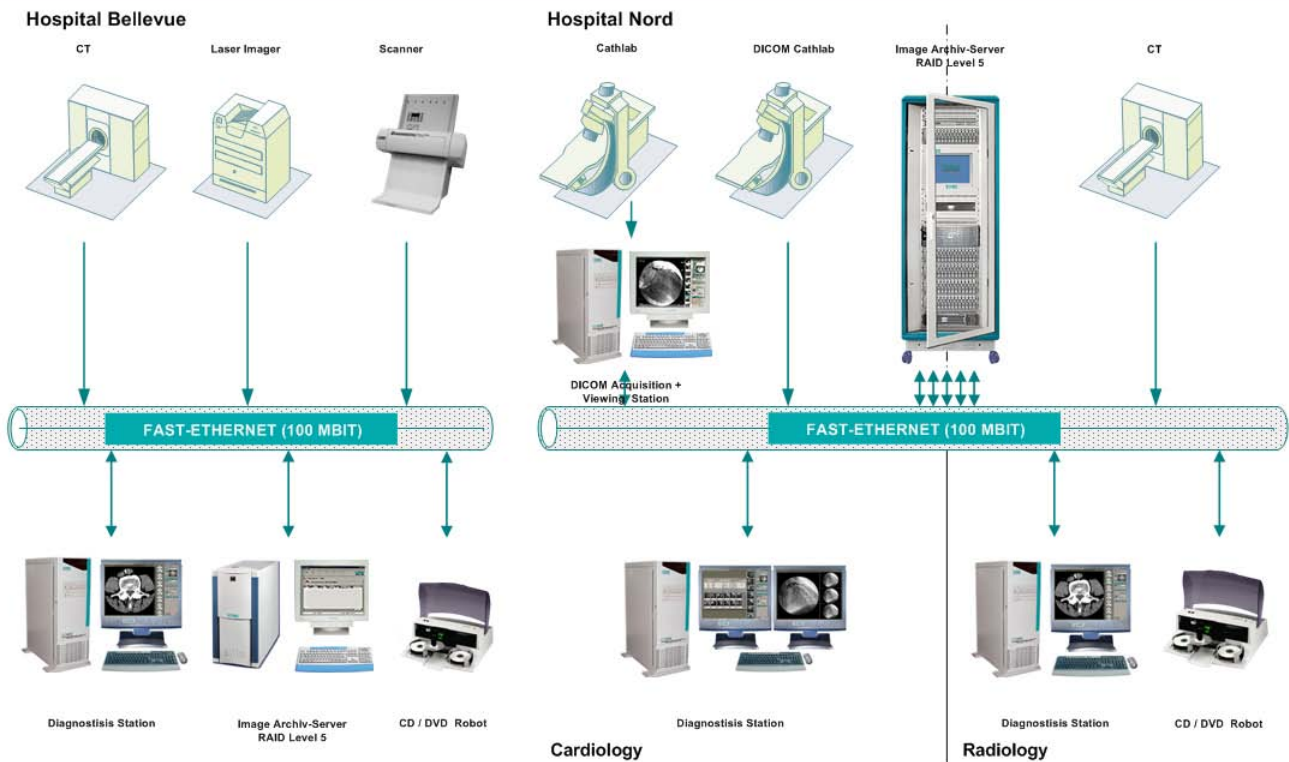 Hospital Bellevue
CT
Laser Imager
Scanner
FAST-ETHERNET (100 MBIT)
Diagnostisis Station
Image Archiv-Server
RAID Level 5
CD / DVD Robot
Hospital Nord
Cathlab
DICOM Cathlab
Image Archiv-Server
RAID Level 5
CT
DICOM Acquisition +
Viewing Station
FAST-ETHERNET (100 MBIT)
Diagnostisis Station
Diagnostisis Station
CD / DVD Robot
Cardiology
Radiology